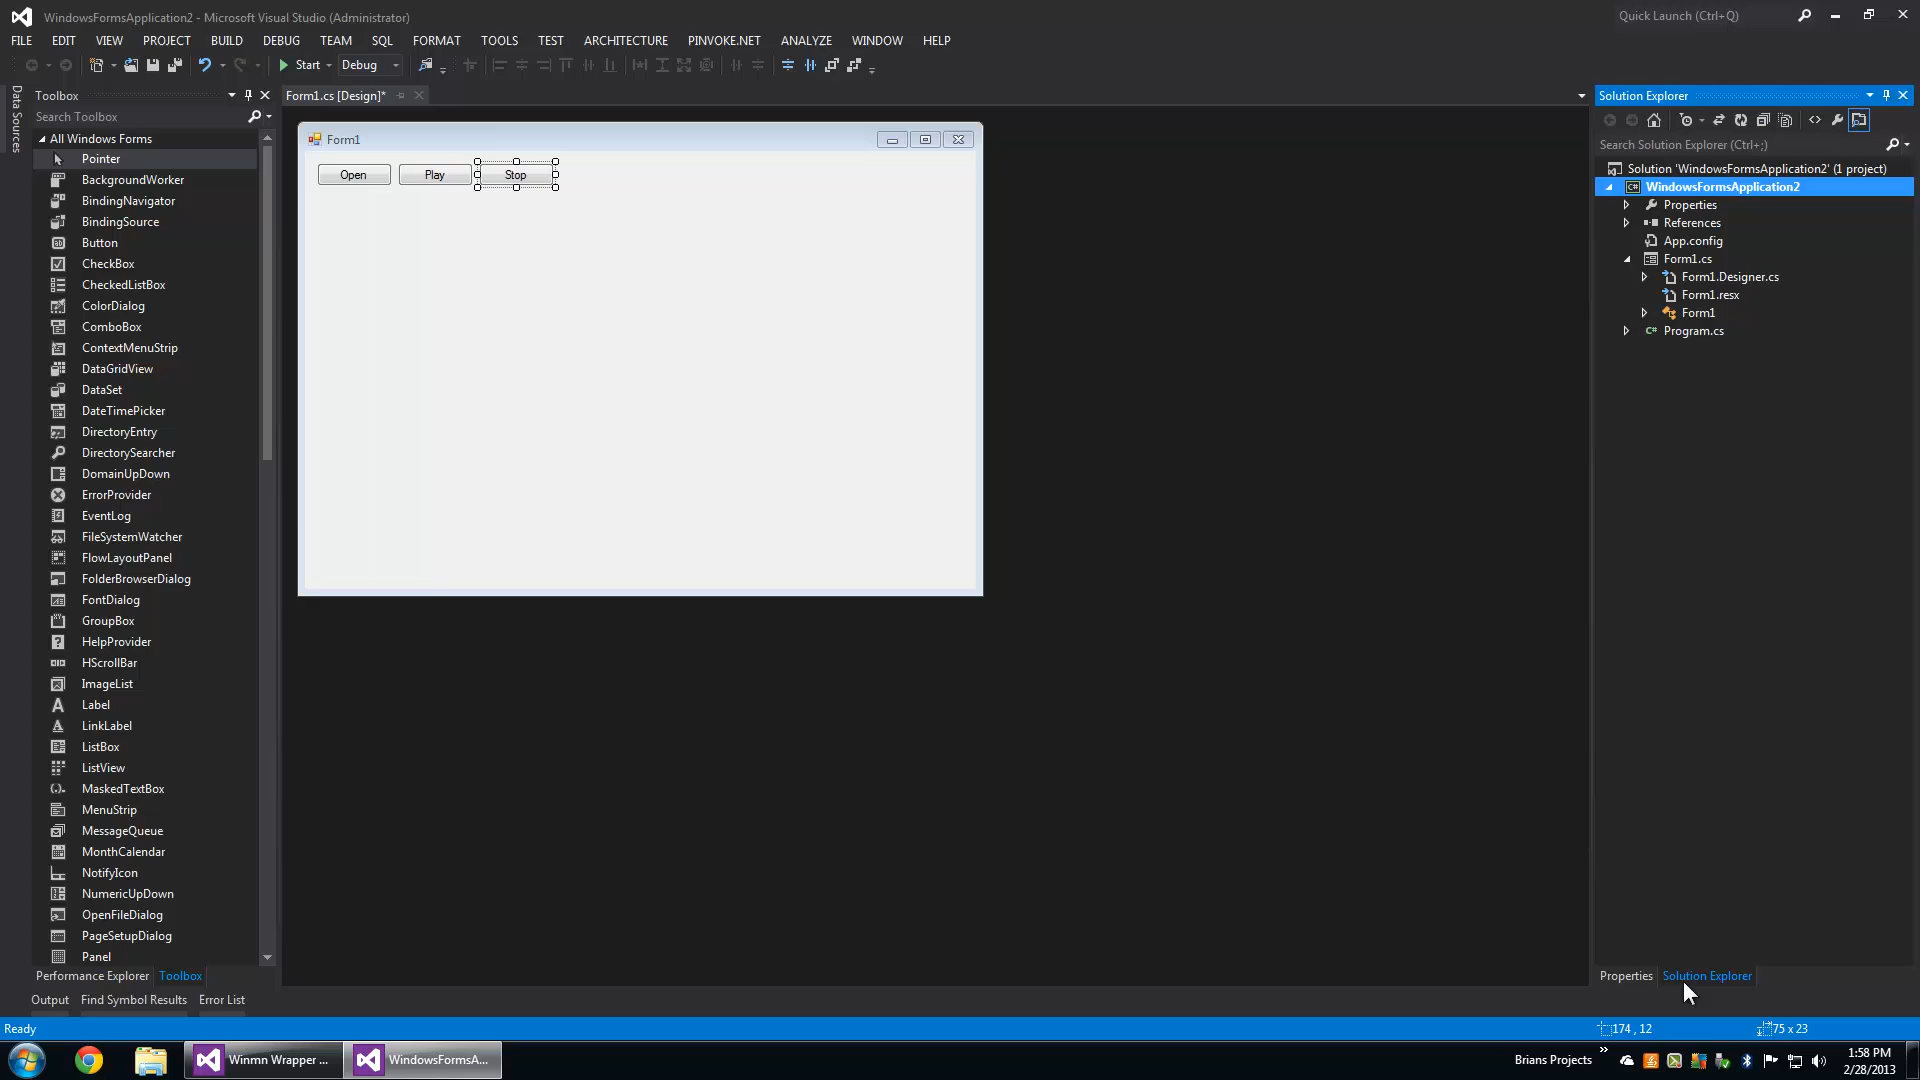 WindowsFormsApplication2 - Microsoft Visual Studio (Administrator)
Quick Launch (Ctrl+Q)
FILE EDIT VIEW PROJECT BUILD DEBUG TEAM SQL FORMAT TOOLS TEST ARCHITECTURE PINVOKE.NET ANALYZE WINDOW HELP
Start Debug
Data Sources
Toolbox
Search Toolbox
All Windows Forms
Pointer
BackgroundWorker
BindingNavigator
BindingSource
Button
CheckBox
CheckedListBox
ColorDialog
ComboBox
ContextMenuStrip
DataGridView
DataSet
DateTimePicker
DirectoryEntry
DirectorySearcher
DomainUpDown
ErrorProvider
EventLog
FileSystemWatcher
FlowLayoutPanel
FolderBrowserDialog
FontDialog
GroupBox
HelpProvider
HScrollBar
ImageList
Label
LinkLabel
ListBox
ListView
MaskedTextBox
MenuStrip
MessageQueue
MonthCalendar
NotifyIcon
NumericUpDown
OpenFileDialog
PageSetupDialog
Panel
Performance Explorer Toolbox
Form1.cs [Design]*
Form1
Open Play Stop
Solution Explorer
Search Solution Explorer (Ctrl+;)
Solution 'WindowsFormsApplication2' (1 project)
WindowsFormsApplication2
Properties
References
App.config
Form1.cs
Form1.Designer.cs
Form1.resx
Form1
Program.cs
Properties Solution Explorer
Output Find Symbol Results Error List
Ready 174 , 12 75 x 23
Winmn Wrapper ... WindowsFormsA... Brians Projects
1:58 PM
2/28/2013